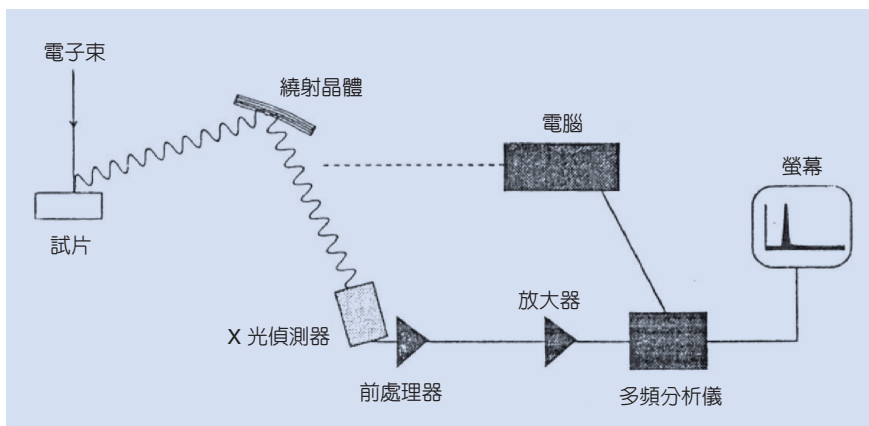 電子束
繞射晶體
電腦
螢幕
試片
X 光偵測器
放大器
前處理器
多頻分析儀